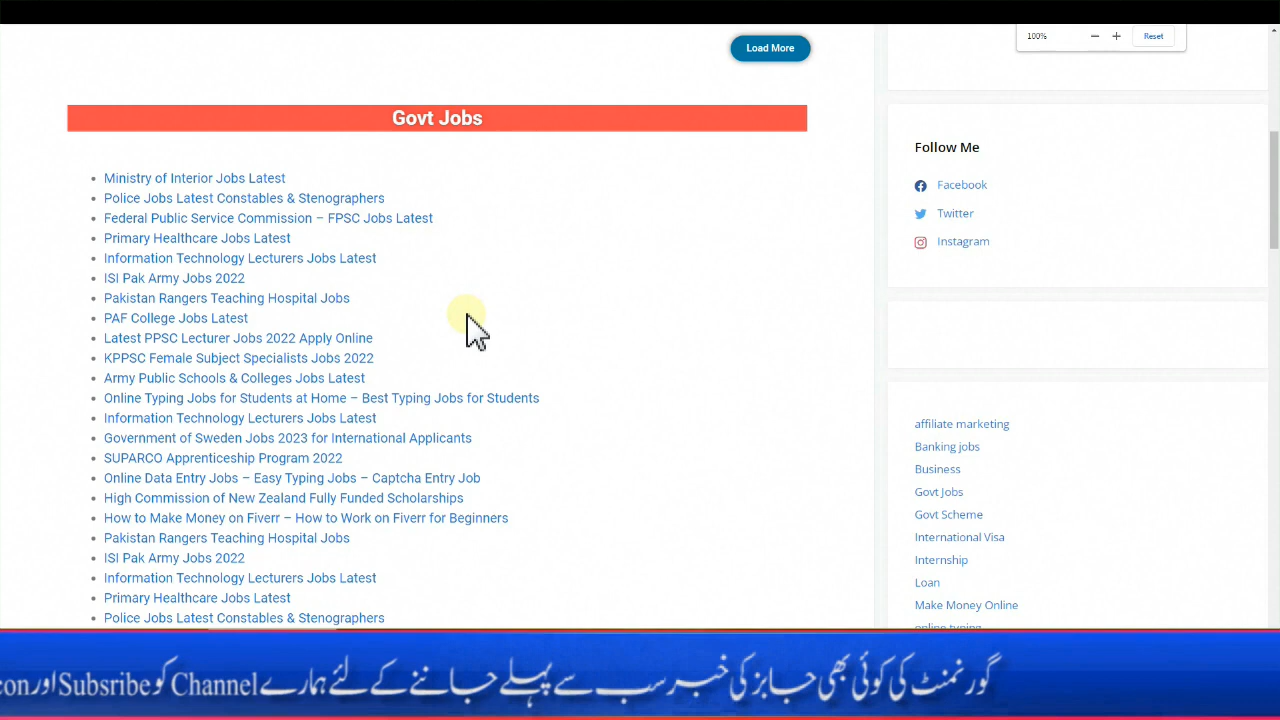 Load More
100%
Reset
Govt Jobs
Ministry of Interior Jobs Latest
Police Jobs Latest Constables & Stenographers
Federal Public Service Commission – FPSC Jobs Latest
Primary Healthcare Jobs Latest
Information Technology Lecturers Jobs Latest
ISI Pak Army Jobs 2022
Pakistan Rangers Teaching Hospital Jobs
PAF College Jobs Latest
Latest PPSC Lecturer Jobs 2022 Apply Online
KPPSC Female Subject Specialists Jobs 2022
Army Public Schools & Colleges Jobs Latest
Online Typing Jobs for Students at Home – Best Typing Jobs for Students
Information Technology Lecturers Jobs Latest
Government of Sweden Jobs 2023 for International Applicants
SUPARCO Apprenticeship Program 2022
Online Data Entry Jobs – Easy Typing Jobs – Captcha Entry Job
High Commission of New Zealand Fully Funded Scholarships
How to Make Money on Fiverr – How to Work on Fiverr for Beginners
Pakistan Rangers Teaching Hospital Jobs
ISI Pak Army Jobs 2022
Information Technology Lecturers Jobs Latest
Primary Healthcare Jobs Latest
Police Jobs Latest Constables & Stenographers
Follow Me
Facebook
Twitter
Instagram
affiliate marketing
Banking jobs
Business
Govt Jobs
Govt Scheme
International Visa
Internship
Loan
Make Money Online
online typing
گورنمنٹ کی کوئی بھی جابز کی خبر سب سے پہلے جاننے کے لئے ہمارے Channel کو Subsribe اور con